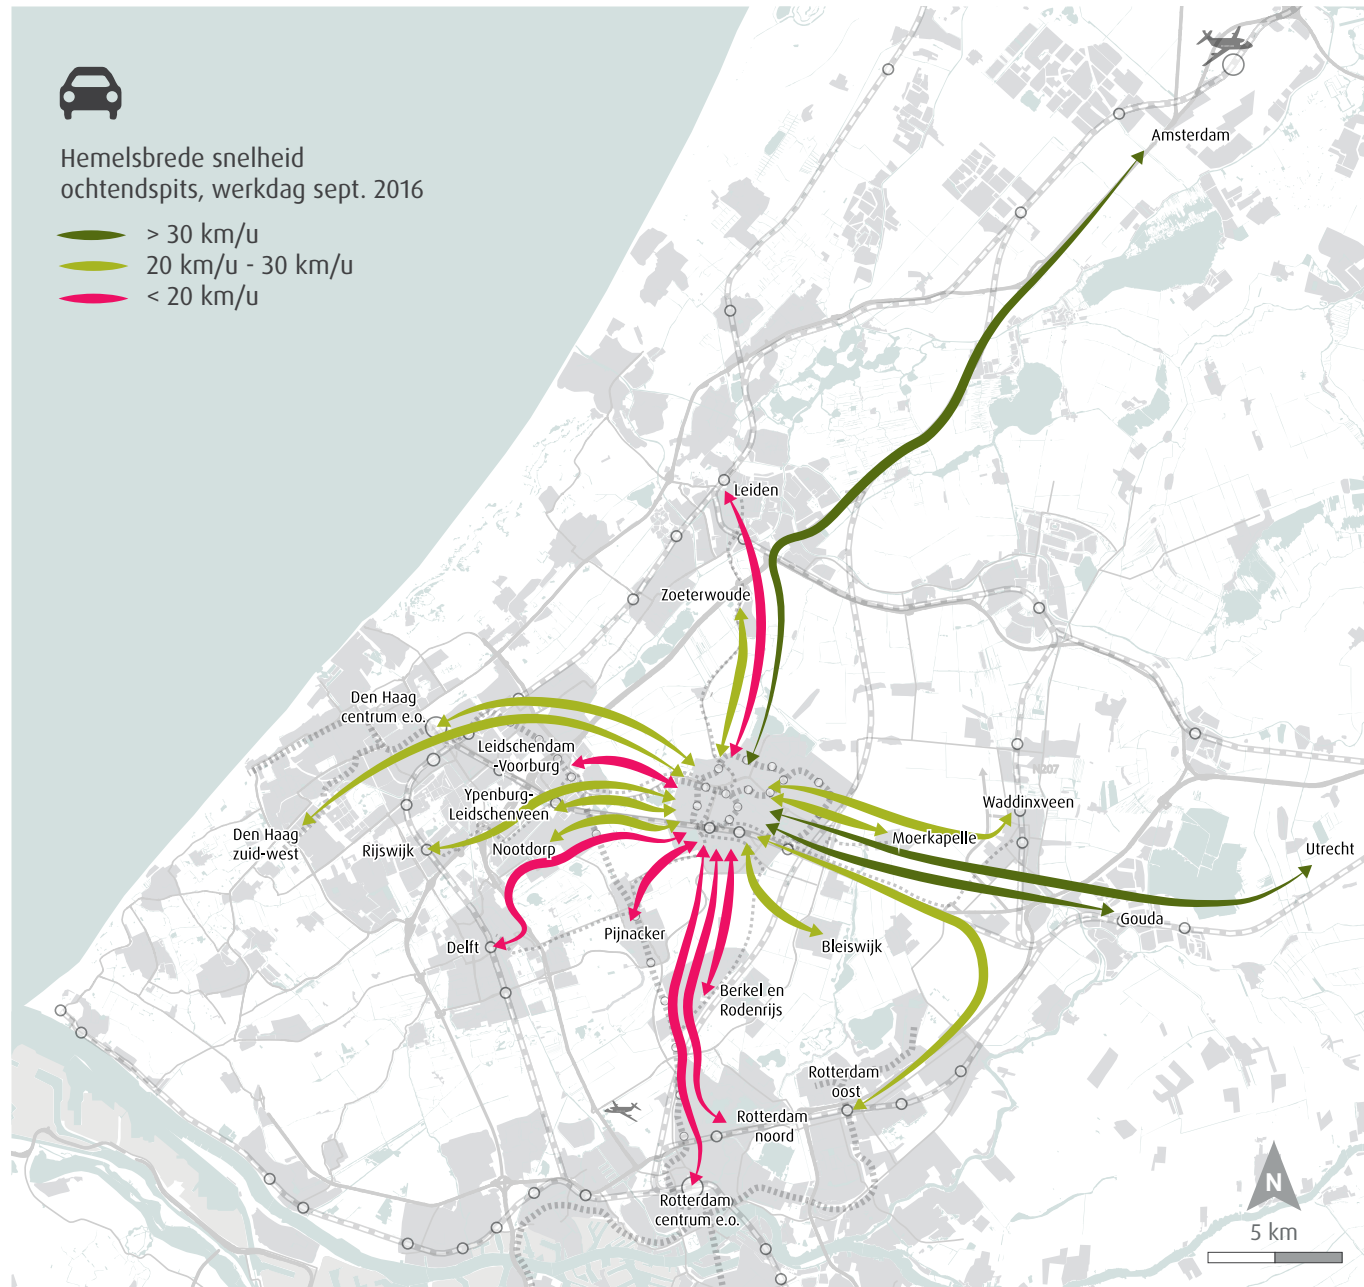 Hemelsbrede snelheid
ochtendspits, werkdag sept. 2016
> 30 km/u
20 km/u - 30 km/u
< 20 km/u
Amsterdam
Leiden
Zoeterwoude
Den Haag
centrum e.o.
Leidschendam
-Voorburg
Ypenburg-
Leidschenveen
Den Haag
zuid-west
Rijswijk
Nootdorp
N207
Waddinxveen
Moerkapelle
Utrecht
Gouda
Delft
Pijnacker
Bleiswijk
Berkel en
Rodenrijs
Rotterdam
oost
Rotterdam
noord
Rotterdam
centrum e.o.
N
5 km